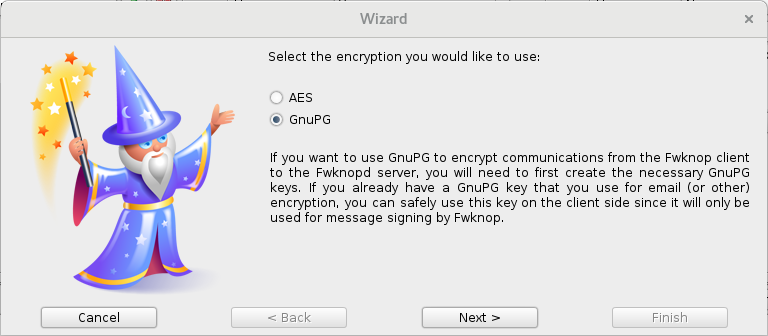 Wizard
Select the encryption you would like to use:
AES
GnuPG
If you want to use GnuPG to encrypt communications from the Fwknop client
to the Fwknopd server, you will need to first create the necessary GnuPG
keys. If you already have a GnuPG key that you use for email (or other)
encryption, you can safely use this key on the client side since it will only
be used for message signing by Fwknop.
Cancel
< Back
Next >
Finish